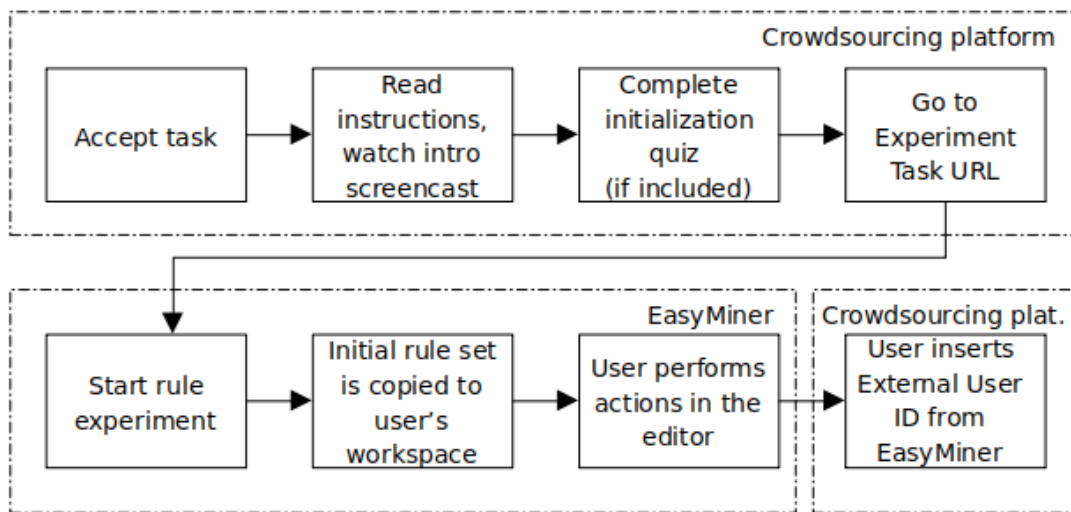 Crowdsourcing platform
Accept task
Read
instructions,
watch intro
screencast
Complete
initialization
quiz
(if included)
Go to
Experiment
Task URL
EasyMiner
Start rule
experiment
Initial rule set
is copied to
user's
workspace
User performs
actions in the
editor
Crowdsourcing plat.
User inserts
External User
ID from
EasyMiner